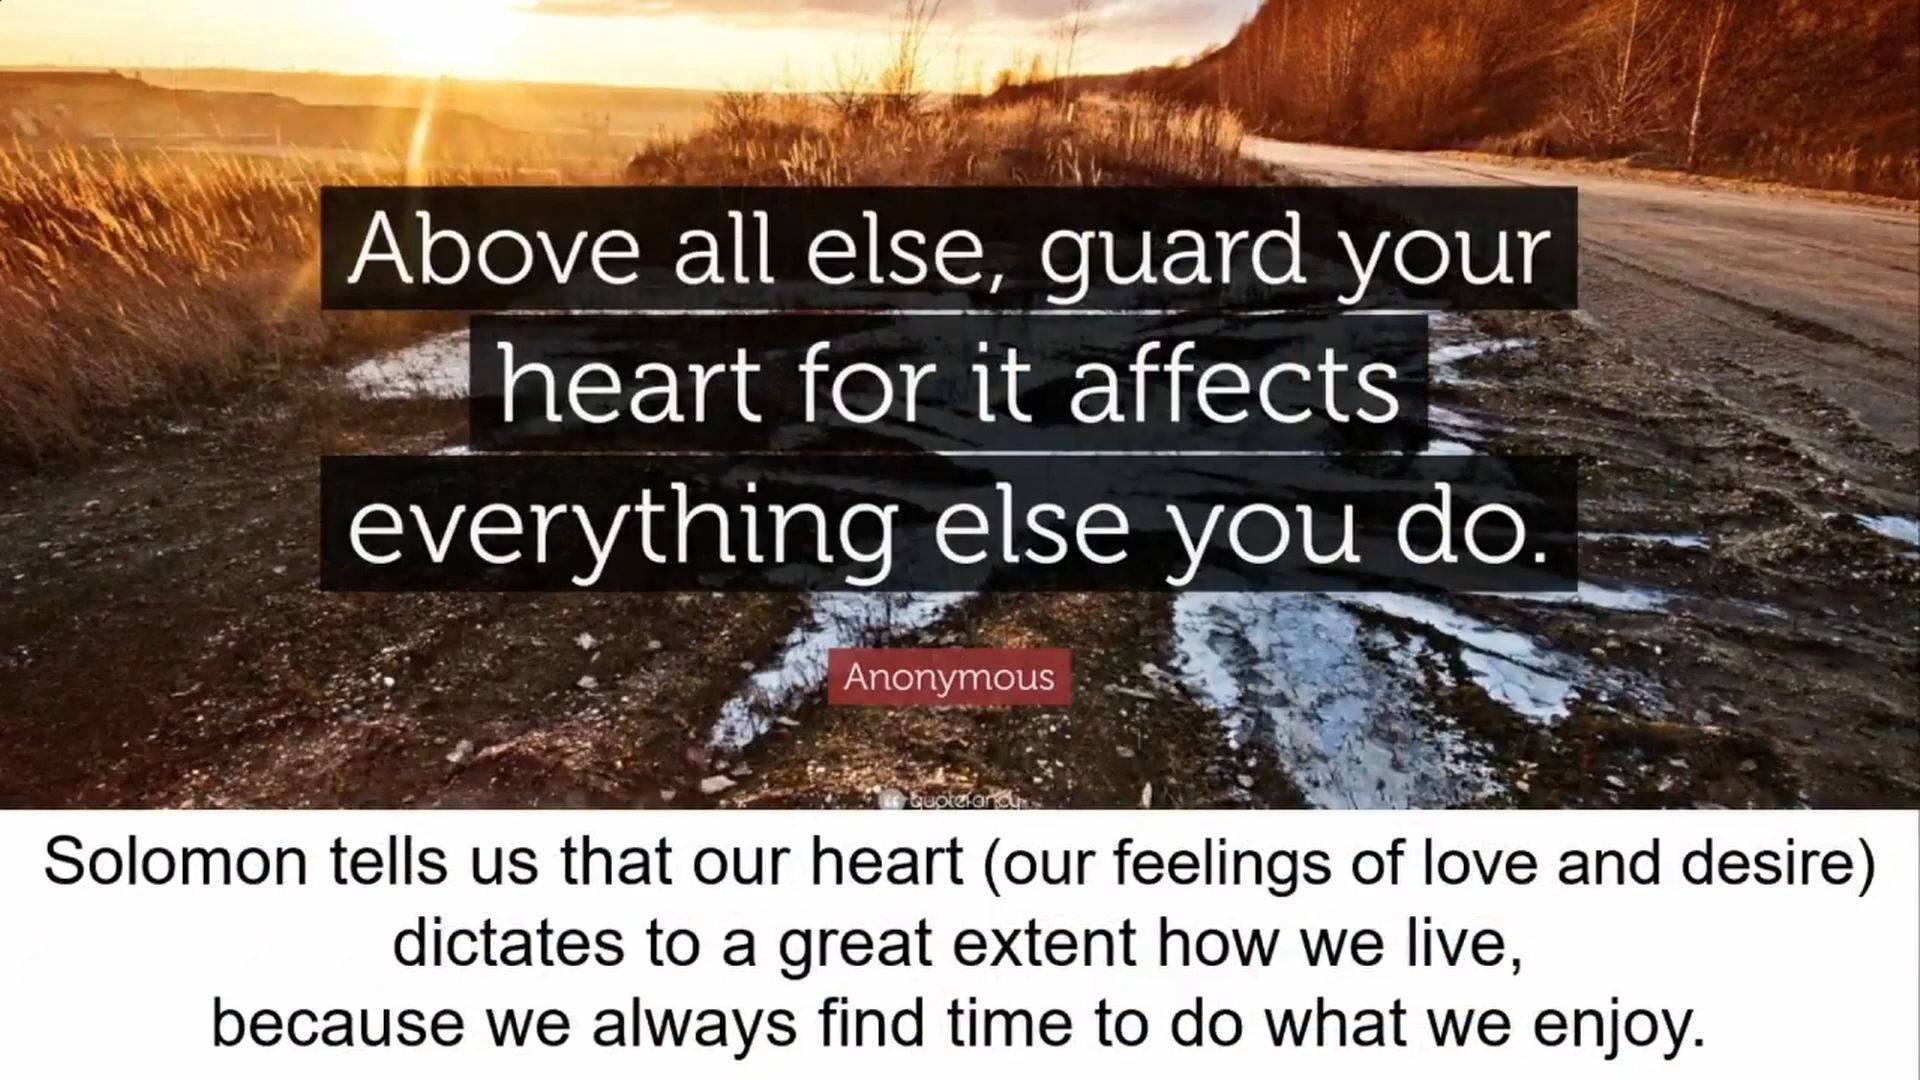 Above all else, guard your
heart for it affects
everything else you do.
Anonymous
quotefancy
Solomon tells us that our heart (our feelings of love and desire)
dictates to a great extent how we live,
because we always find time to do what we enjoy.